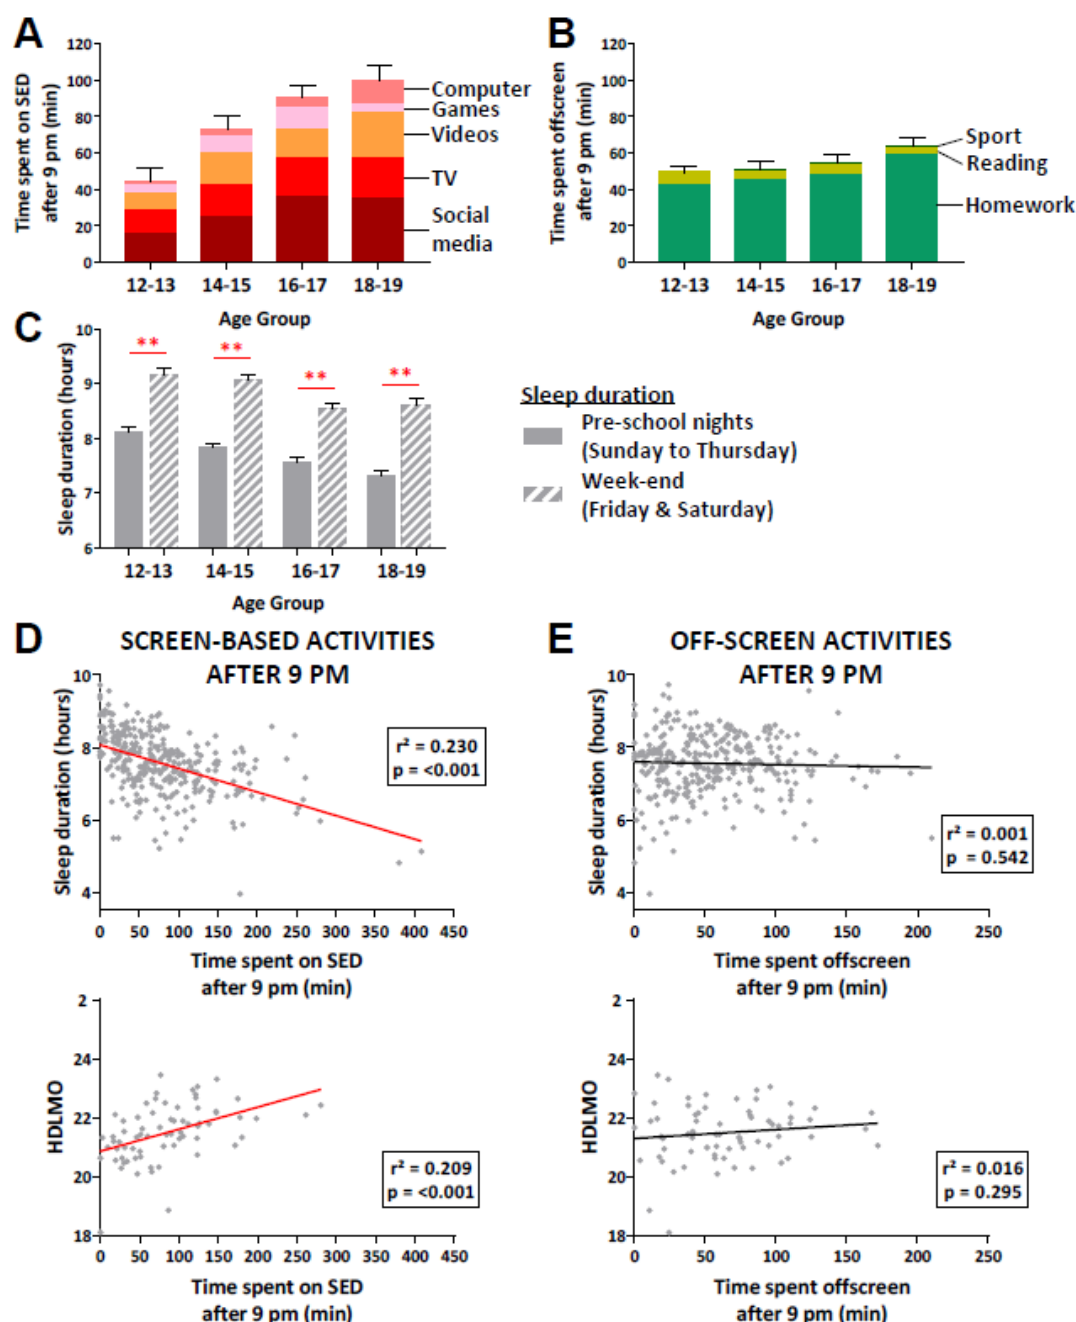 A
Time spent on SED
after 9 pm (min)
120
100
80
60
40
20
0
12-13 14-15 16-17 18-19
Age Group
Computer
Games
Videos
TV
Social
media
B
Time spent offscreen
after 9 pm (min)
120
100
80
60
40
20
0
12-13 14-15 16-17 18-19
Age Group
Sport
Reading
Homework
C
Sleep duration (hours)
10
9
8
7
6
** ** ** **
12-13 14-15 16-17 18-19
Age Group
Sleep duration
Pre-school nights
(Sunday to Thursday)
Week-end
(Friday & Saturday)
D
SCREEN-BASED ACTIVITIES
AFTER 9 PM
Sleep duration (hours)
10
8
6
4
r² = 0.230
p = <0.001
0 50 100 150 200 250 300 350 400 450
Time spent on SED
after 9 pm (min)
HDLMO
2
24
22
20
18
r² = 0.209
p = <0.001
0 50 100 150 200 250 300 350 400 450
Time spent on SED
after 9 pm (min)
E
OFF-SCREEN ACTIVITIES
AFTER 9 PM
Sleep duration (hours)
10
8
6
4
r² = 0.001
p = 0.542
0 50 100 150 200 250
Time spent offscreen
after 9 pm (min)
HDLMO
2
24
22
20
18
r² = 0.016
p = 0.295
0 50 100 150 200 250
Time spent offscreen
after 9 pm (min)